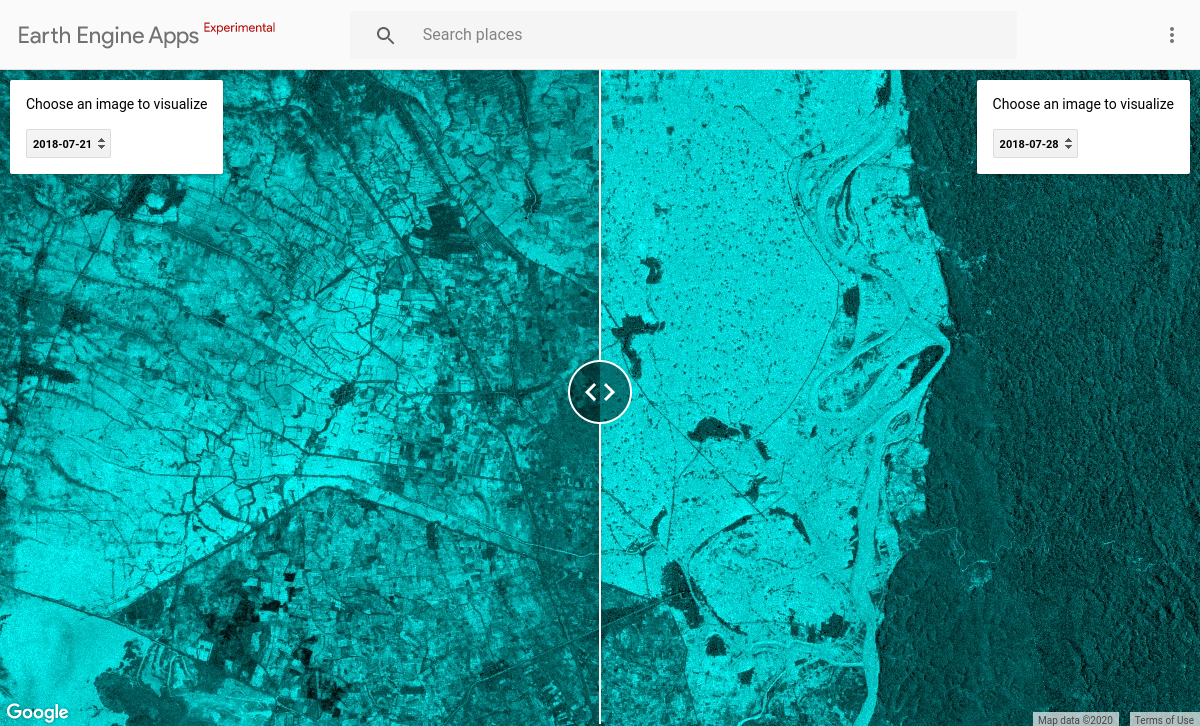 Earth Engine Apps Experimental
Search places
Choose an image to visualize
2018-07-21
Choose an image to visualize
2018-07-28
Google
Map data ©2020
Terms of Use